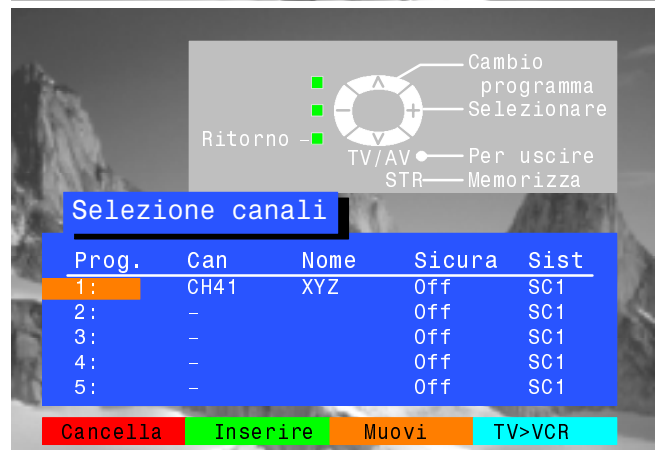 Cambio
programma
Selezionare
Ritorno
TV/AV Per uscire
STR Memorizza
Selezione canali
Prog. Can Nome Sicura Sist
1: CH41 XYZ Off SC1
2: – Off SC1
3: – Off SC1
4: – Off SC1
5: – Off SC1
Cancella Inserire Muovi TV>VCR